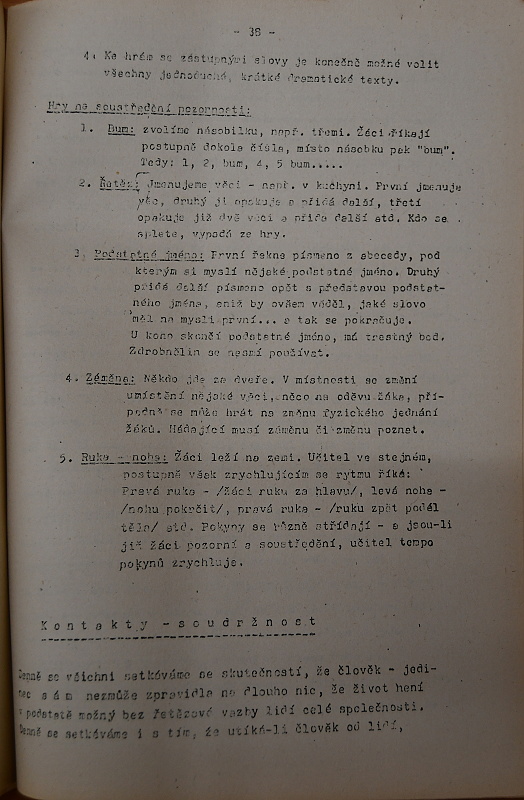 - 38 -
4. Ke hrám se zástupnými slovy je konečně možné volit
všechny jednoduché, krátké dramatické texty.
Hry na soustředění pozornosti:
1. Bum: zvolíme násobilku, např. třemi. Žáci říkají
postupně dokola čísla, místo násobku pak "bum".
Tedy: 1, 2, bum, 4, 5 bum.....
2. Řetěz: Jmenujeme věci - např. v kuchyni. První jmenuje
věc, druhý ji opakuje a přidá další, třetí
opakuje již dvě věci a přidá další atd. Kdo se
splete, vypadá ze hry.
3. Podstatné jméno: První řekne písmeno z abecedy, pod
kterým si myslí nějaké podstatné jméno. Druhý
přidá další písmeno opět s představou podstat-
ného jména, aniž by ovšem věděl, jaké slovo
měl na mysli první... a tak se pokračuje.
U koho skončí podstatné jméno, má trestný bod.
Zdrobnělin se nesmí používat.
4. Záměna: Někdo jde za dveře. V místnosti se změní
umístění nějaké věci, něco na oděvu žáka, pří-
padně se může hrát na změnu fyzického jednání
žáků. Hádající musí záměnu či změnu poznat.
5. Ruka - noha: Žáci leží na zemi. Učitel ve stejném,
postupně však zrychlujícím se rytmu říká:
Pravá ruka - /žáci ruku za hlavu/, levá noha -
/nohu pokrčit/, pravá ruka - /ruku zpět podél
těla/ atd. Pokyny se různě střídají - a jsou-li
již žáci pozorní a soustředění, učitel tempo
pokynů zrychluje.
K o n t a k t y - s o u d r ž n o s t
Denně se všichni setkáváme se skutečností, že člověk - jedi-
nec s á m nezmůže zpravidla na dlouho nic, že život není
v podstatě možný bez řetězové vazby lidí celé společnosti.
Denně se setkáváme i s tím, že utíká-li člověk od lidí,